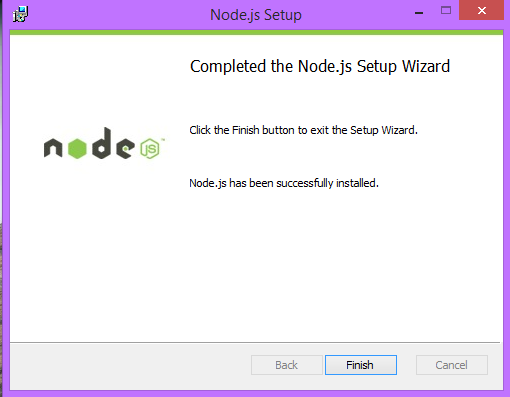 Node.js Setup
Completed the Node.js Setup Wizard
node JS ™
Click the Finish button to exit the Setup Wizard.
Node.js has been successfully installed.
Back Finish Cancel